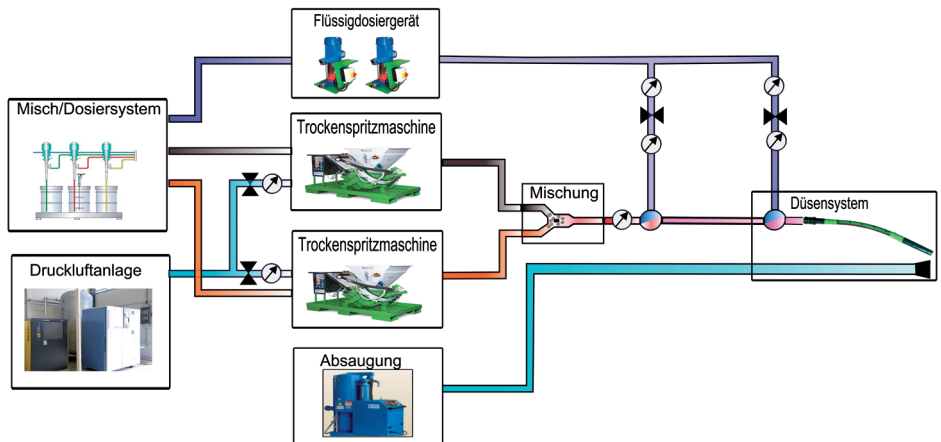 Flüssigdosiergerät
Misch/Dosiersystem
Trockenspritzmaschine
Mischung
Düsensystem
Trockenspritzmaschine
Druckluftanlage
Absaugung